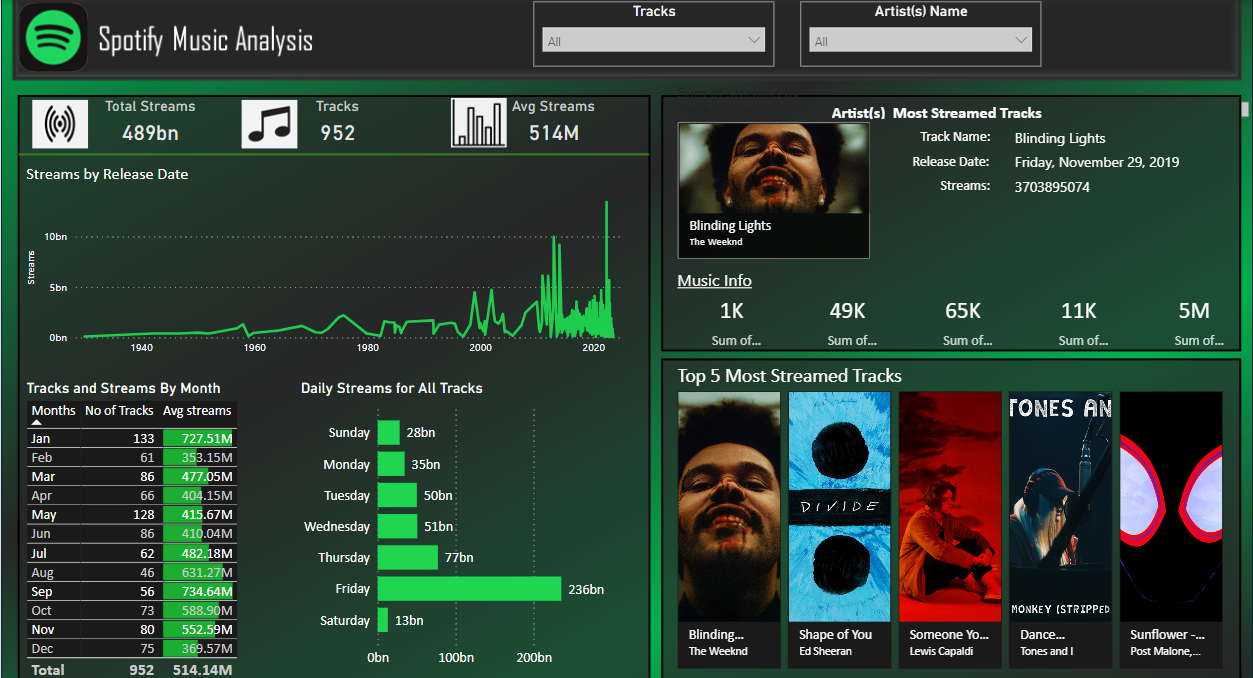 Spotify Music Analysis
Tracks
All
Artist(s) Name
All
Total Streams
489bn
Tracks
952
Avg Streams
514M
Streams by Release Date
Streams
10bn
5bn
0bn
1940 1960 1980 2000 2020
Tracks and Streams By Month
Months No of Tracks Avg streams
Jan 133 727.51M
Feb 61 353.15M
Mar 86 477.05M
Apr 66 404.15M
May 128 415.67M
Jun 86 410.04M
Jul 62 482.18M
Aug 46 631.27M
Sep 56 734.64M
Oct 73 588.90M
Nov 80 552.59M
Dec 75 369.57M
Total 952 514.14M
Daily Streams for All Tracks
Sunday 28bn
Monday 35bn
Tuesday 50bn
Wednesday 51bn
Thursday 77bn
Friday 236bn
Saturday 13bn
0bn 100bn 200bn
Artist(s) Most Streamed Tracks
Blinding Lights
The Weeknd
Track Name: Blinding Lights
Release Date: Friday, November 29, 2019
Streams: 3703895074
Music Info
1K 49K 65K 11K 5M
Sum of... Sum of... Sum of... Sum of... Sum of...
Top 5 Most Streamed Tracks
DIVIDE
TONES AN
MONKEY (STRIPPED
Blinding...
The Weeknd
Shape of You
Ed Sheeran
Someone Yo...
Lewis Capaldi
Dance...
Tones and I
Sunflower -...
Post Malone,...